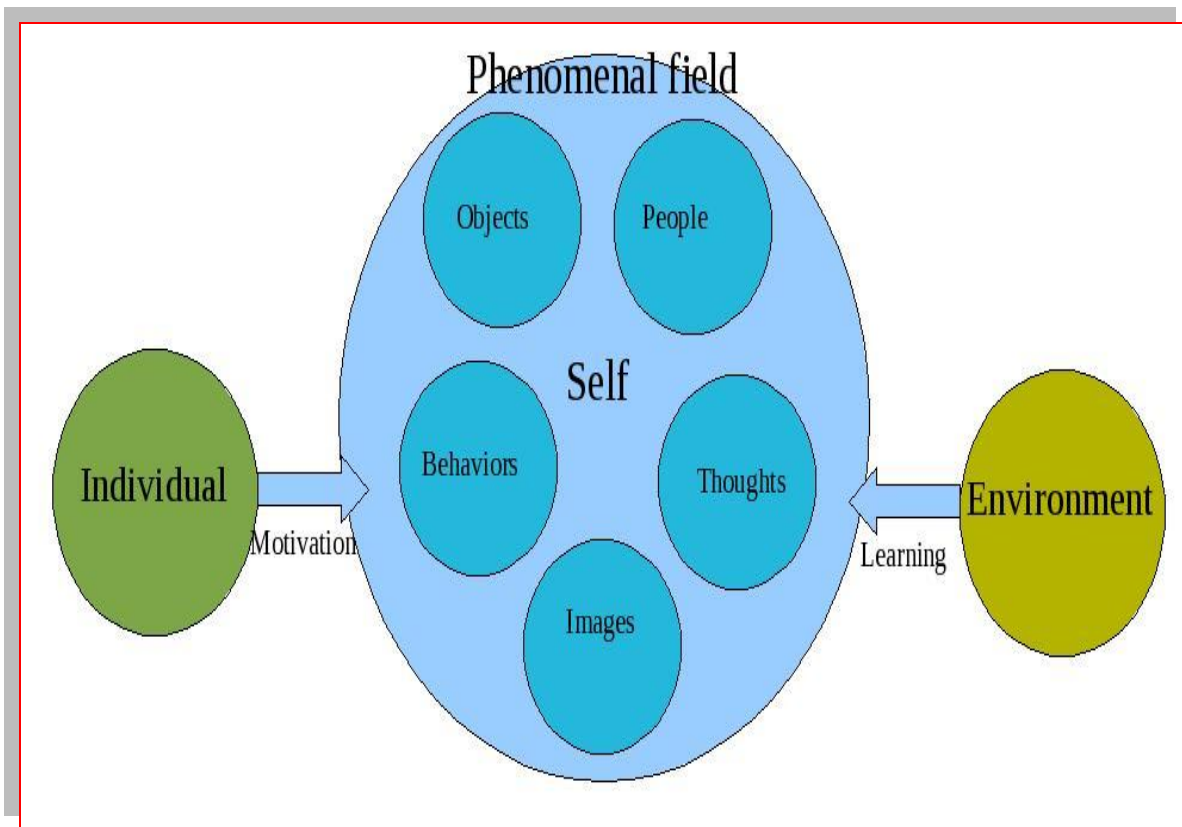 Phenomenal field
Objects
People
Self
Behaviors
Thoughts
Individual
Environment
Motivation
Learning
Images